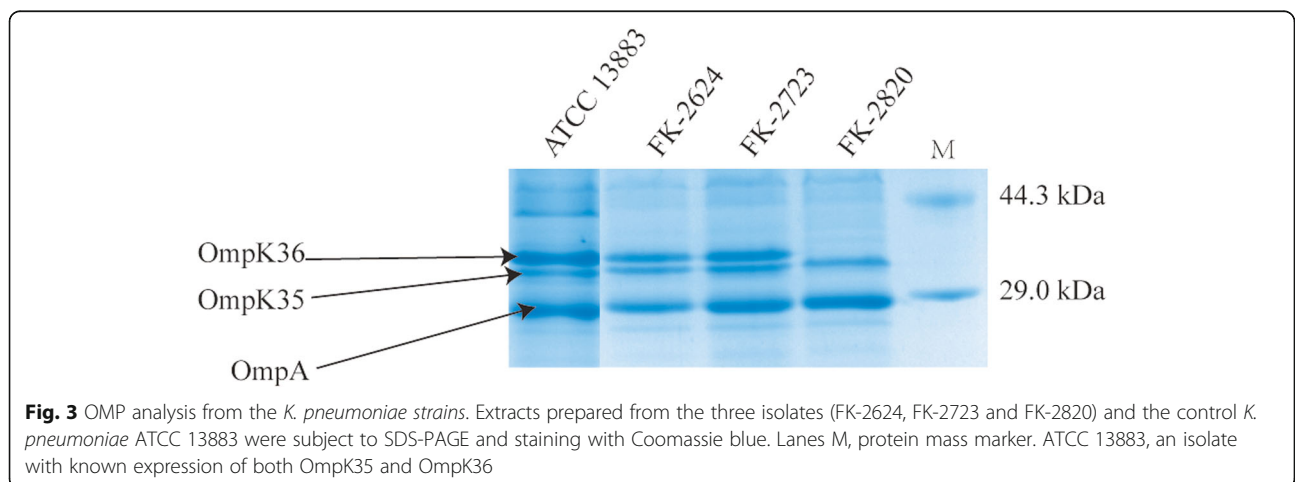 ATCC 13883
FK-2624
FK-2723
FK-2820
M
44.3 kDa
OmpK36
OmpK35
29.0 kDa
OmpA
Fig. 3 OMP analysis from the K. pneumoniae strains. Extracts prepared from the three isolates (FK-2624, FK-2723 and FK-2820) and the control K.
pneumoniae ATCC 13883 were subject to SDS-PAGE and staining with Coomassie blue. Lanes M, protein mass marker. ATCC 13883, an isolate
with known expression of both OmpK35 and OmpK36